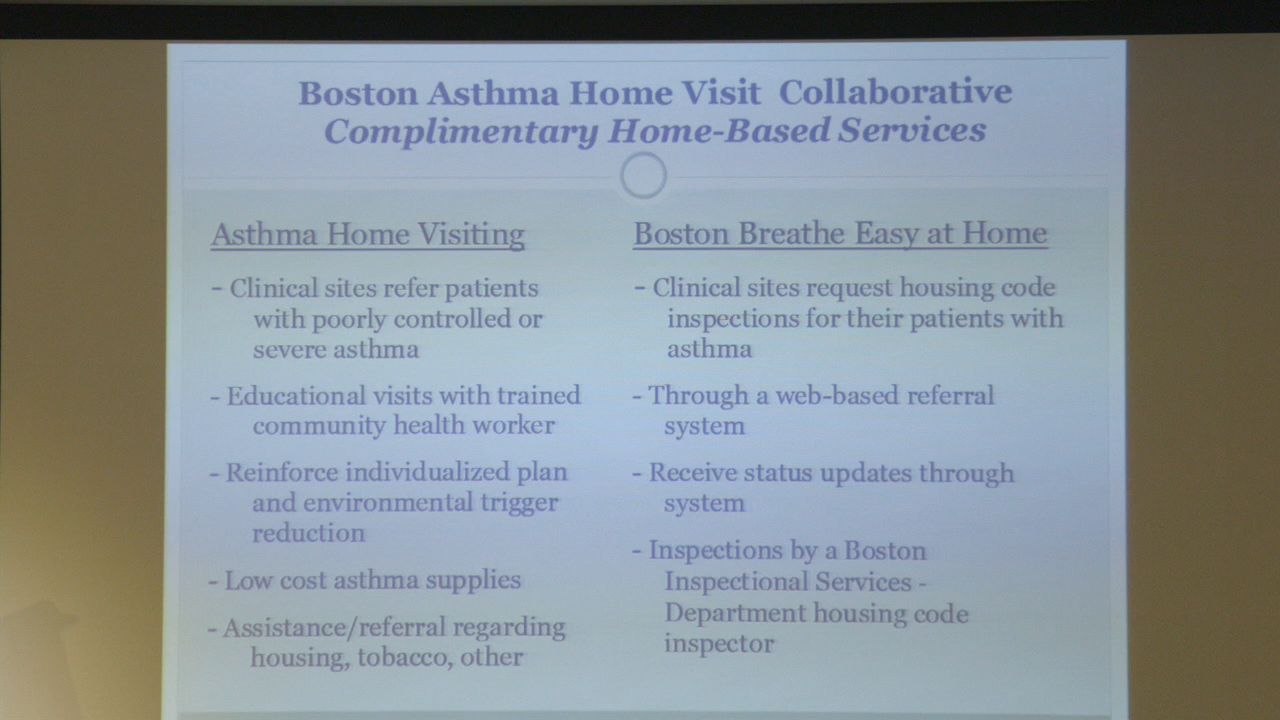 Boston Asthma Home Visit Collaborative
Complimentary Home-Based Services
Asthma Home Visiting
- Clinical sites refer patients
with poorly controlled or
severe asthma
- Educational visits with trained
community health worker
- Reinforce individualized plan
and environmental trigger
reduction
- Low cost asthma supplies
- Assistance/referral regarding
housing, tobacco, other
Boston Breathe Easy at Home
- Clinical sites request housing code
inspections for their patients with
asthma
- Through a web-based referral
system
- Receive status updates through
system
- Inspections by a Boston
Inspectional Services -
Department housing code
inspector